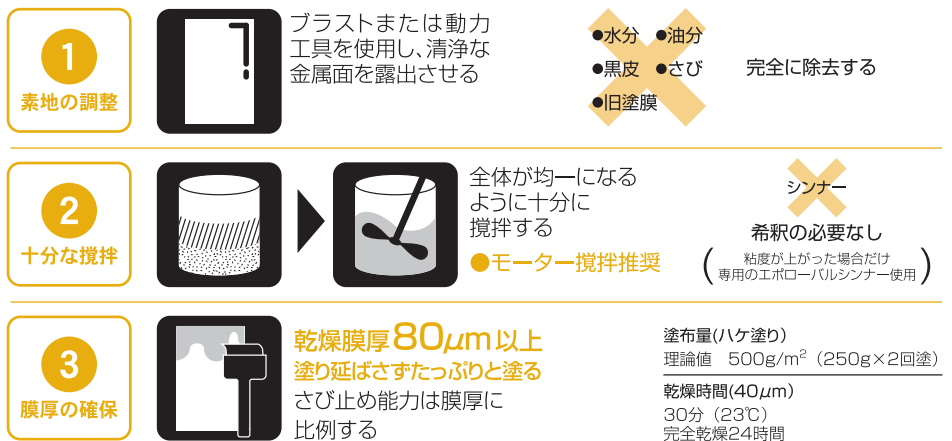 1
素地の調整
ブラストまたは動力
工具を使用し、清浄な
金属面を露出させる
●水分 ●油分
●黒皮 ●さび
●旧塗膜
完全に除去する
2
十分な撹拌
全体が均一になる
ように十分に
撹拌する
●モーター撹拌推奨
シンナー
希釈の必要なし
(粘度が上がった場合だけ
専用のエポローバルシンナー使用)
3
膜厚の確保
乾燥膜厚80μm以上
塗り延ばさずたっぷりと塗る
さび止め能力は膜厚に
比例する
塗布量(ハケ塗り)
理論値 500g/m²(250g×2回塗)
乾燥時間(40μm)
30分(23℃)
完全乾燥24時間